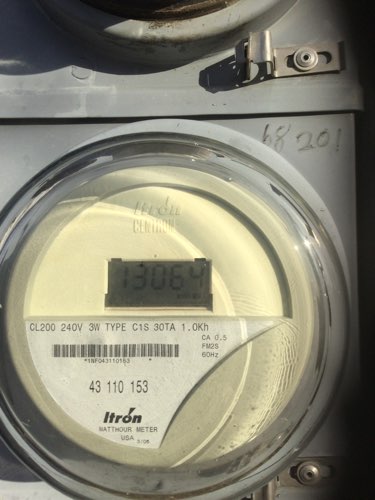 68 201
Itron
CENTRON
13064
CL200 240V 3W TYPE C1S 30TA 1.0Kh
CA 0.5
FM2S
60Hz
*1NF043110153*
43 110 153
Itron
WATTHOUR METER
USA